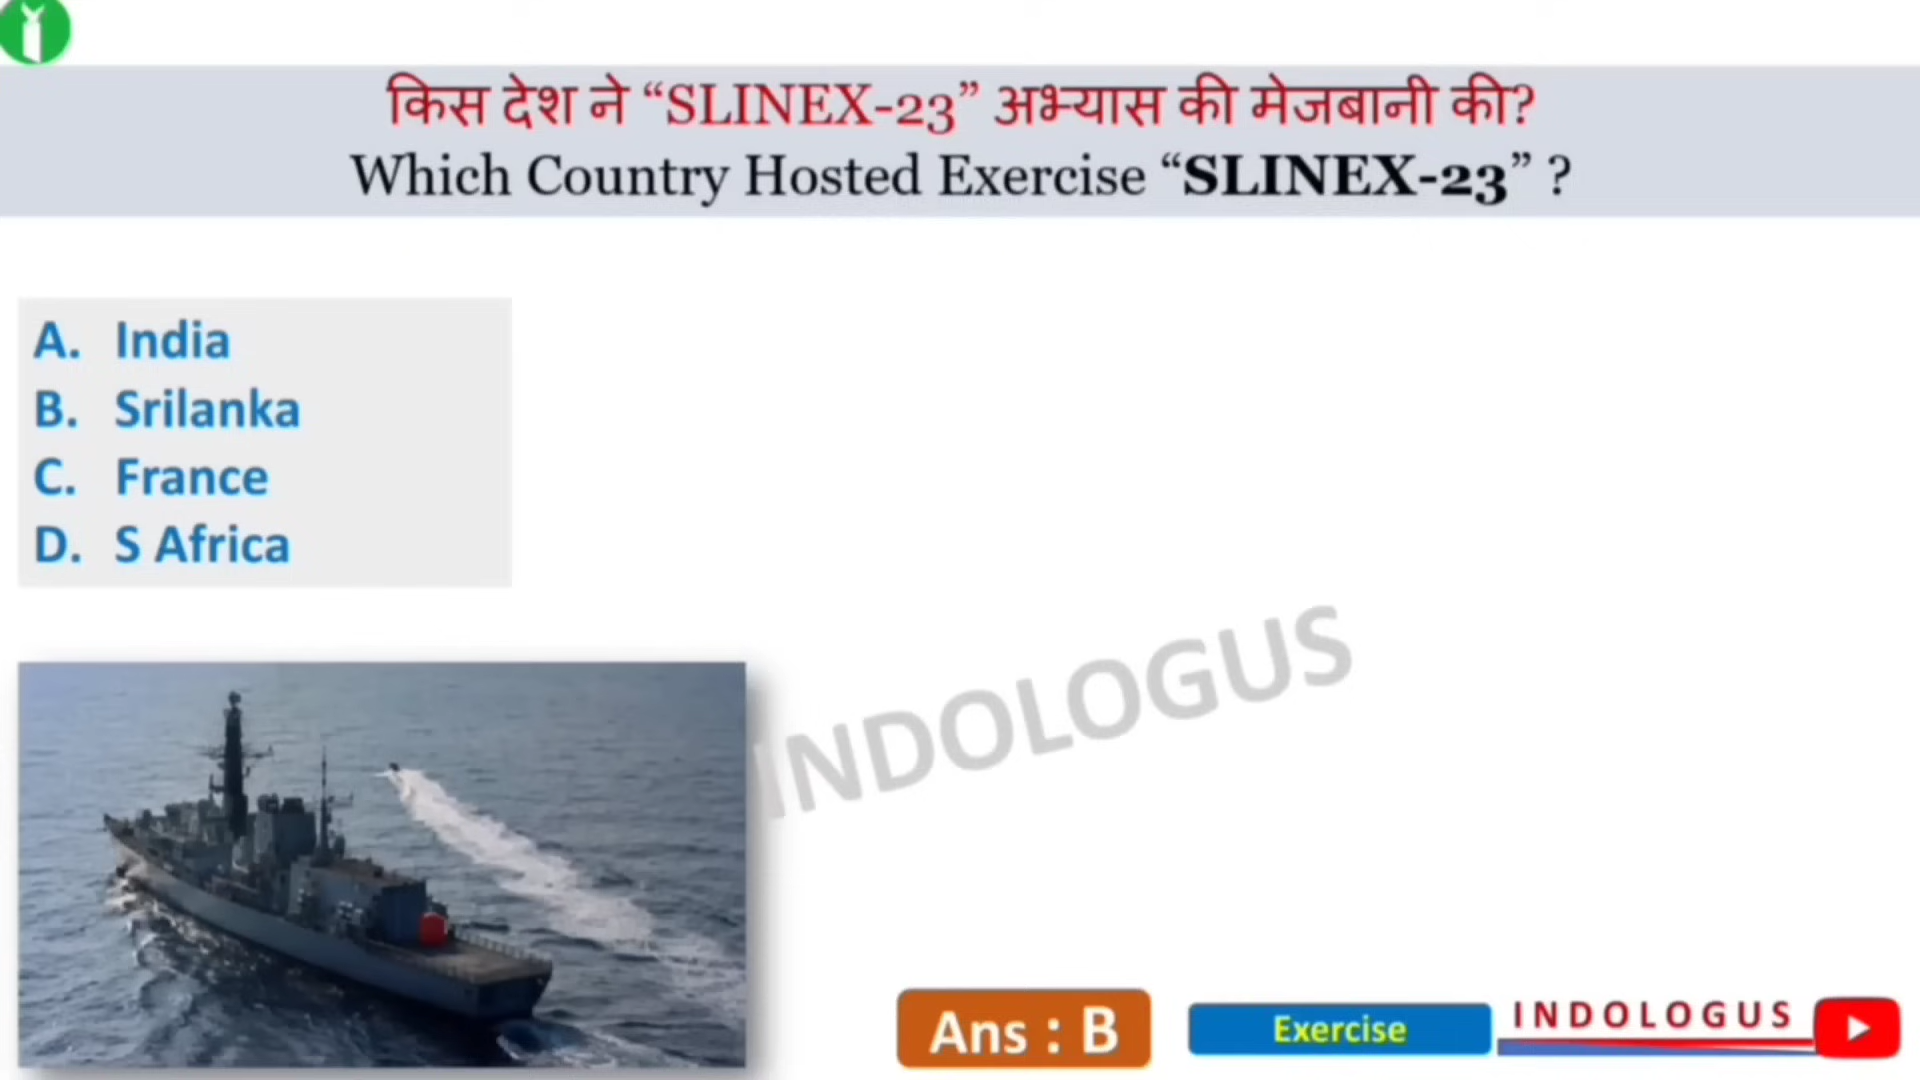 किस देश ने “SLINEX-23” अभ्यास की मेजबानी की?
Which Country Hosted Exercise “SLINEX-23” ?
A. India
B. Srilanka
C. France
D. S Africa
INDOLOGUS
Ans : B
Exercise
INDOLOGUS